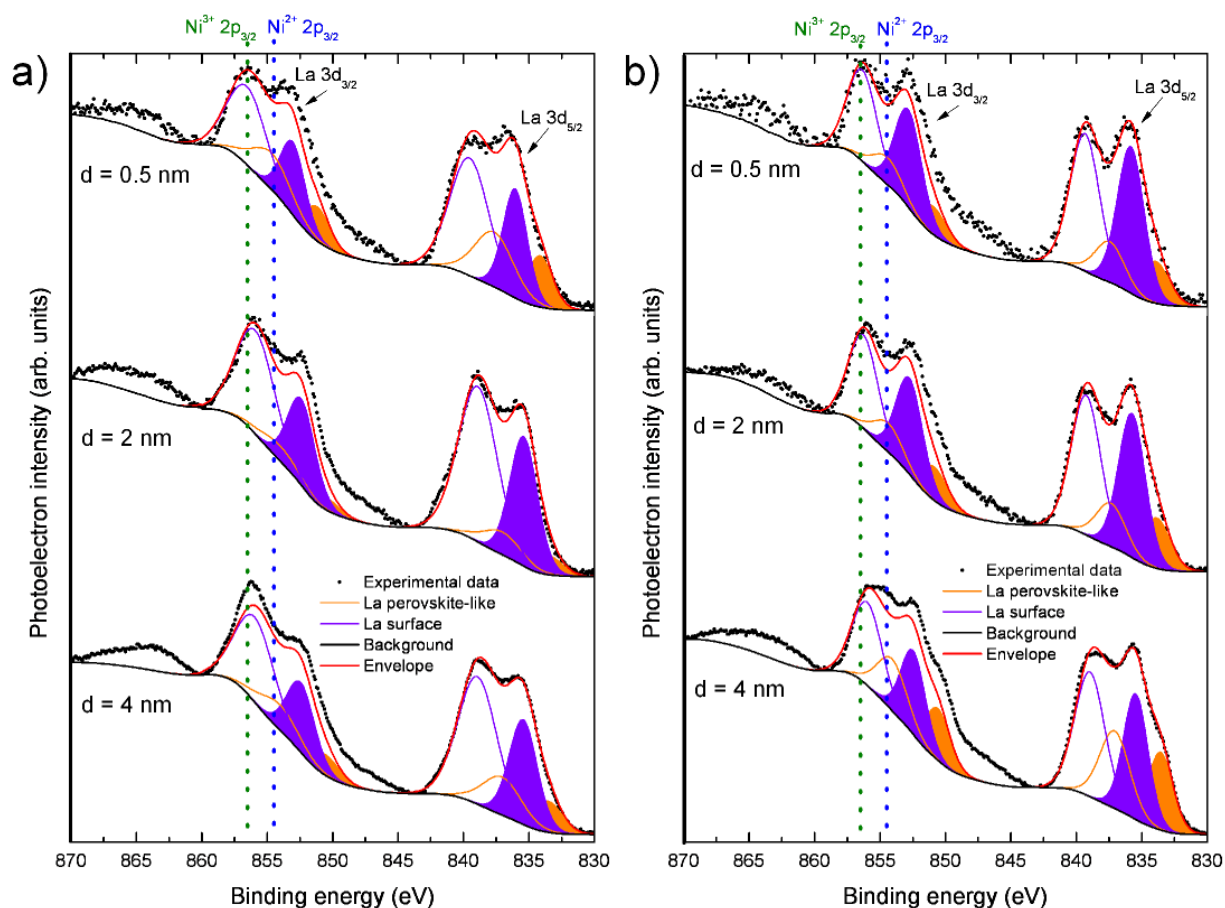 Ni³⁺ 2p₃/₂ Ni²⁺ 2p₃/₂
a)
La 3d₃/₂
La 3d₅/₂
d = 0.5 nm
d = 2 nm
Experimental data
La perovskite-like
La surface
Background
Envelope
d = 4 nm
Photoelectron intensity (arb. units)
870 865 860 855 850 845 840 835 830
Binding energy (eV)
Ni³⁺ 2p₃/₂ Ni²⁺ 2p₃/₂
b)
La 3d₃/₂
La 3d₅/₂
d = 0.5 nm
d = 2 nm
Experimental data
La perovskite-like
La surface
Background
Envelope
d = 4 nm
Photoelectron intensity (arb. units)
870 865 860 855 850 845 840 835 830
Binding energy (eV)